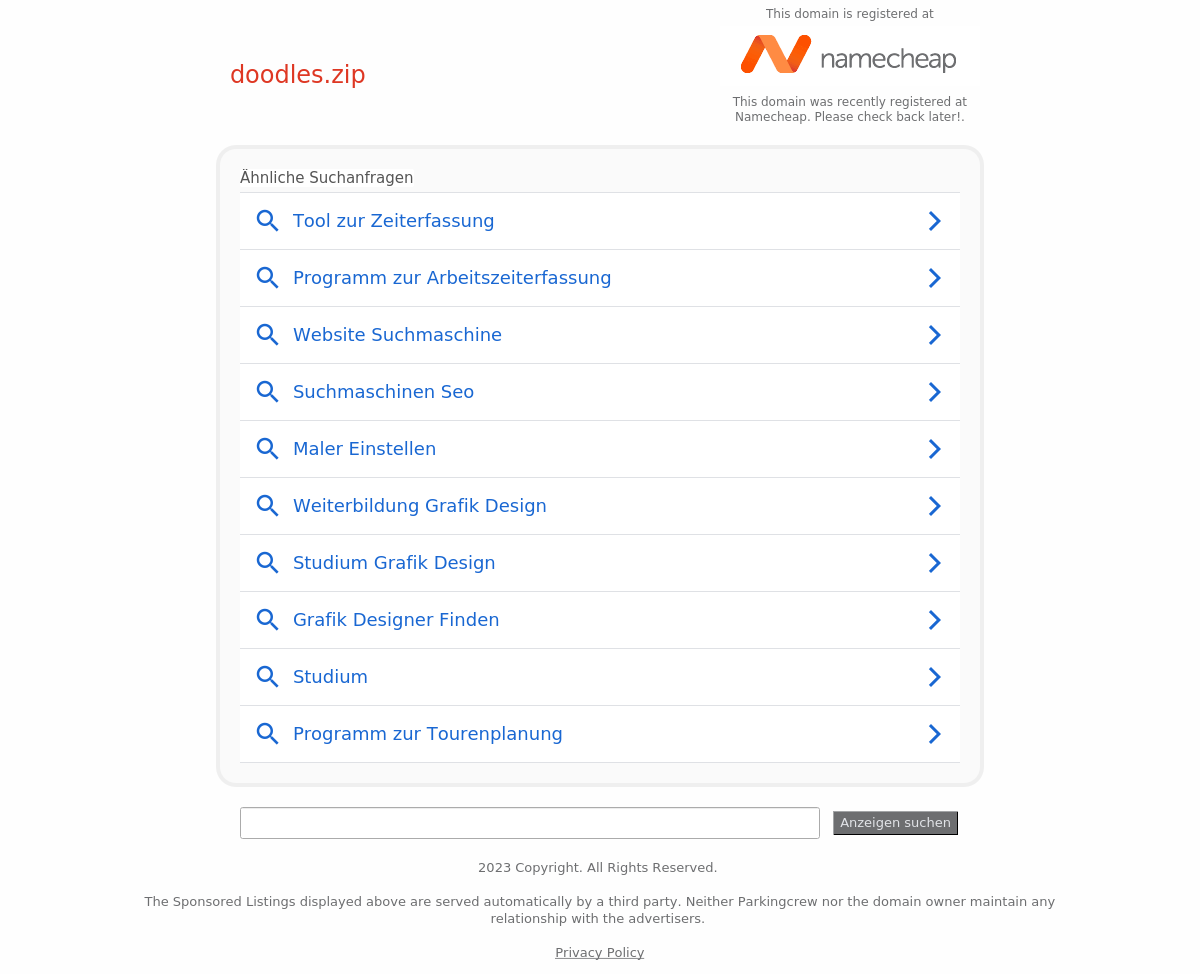 This domain is registered at
namecheap
doodles.zip
This domain was recently registered at
Namecheap. Please check back later!.
Ähnliche Suchanfragen
Tool zur Zeiterfassung
Programm zur Arbeitszeiterfassung
Website Suchmaschine
Suchmaschinen Seo
Maler Einstellen
Weiterbildung Grafik Design
Studium Grafik Design
Grafik Designer Finden
Studium
Programm zur Tourenplanung
Anzeigen suchen
2023 Copyright. All Rights Reserved.
The Sponsored Listings displayed above are served automatically by a third party. Neither Parkingcrew nor the domain owner maintain any
relationship with the advertisers.
Privacy Policy